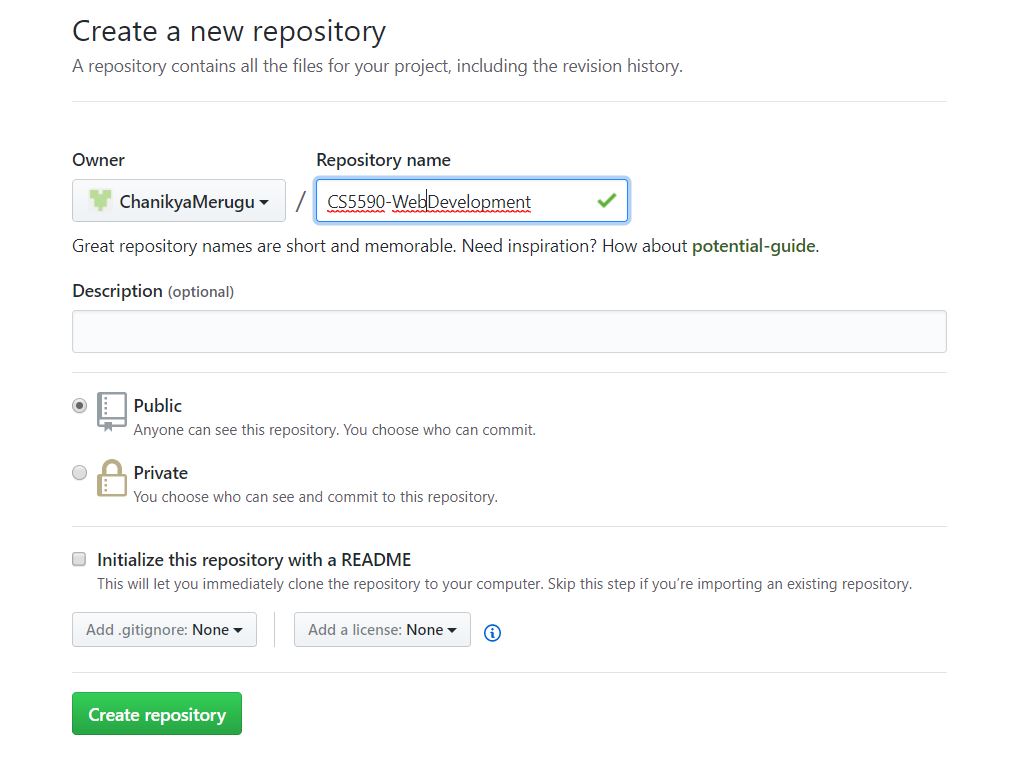 Create a new repository
A repository contains all the files for your project, including the revision history.
Owner
Repository name
ChanikyaMerugu / CS5590-WebDevelopment
Great repository names are short and memorable. Need inspiration? How about potential-guide.
Description (optional)
Public
Anyone can see this repository. You choose who can commit.
Private
You choose who can see and commit to this repository.
Initialize this repository with a README
This will let you immediately clone the repository to your computer. Skip this step if you’re importing an existing repository.
Add .gitignore: None
Add a license: None
Create repository